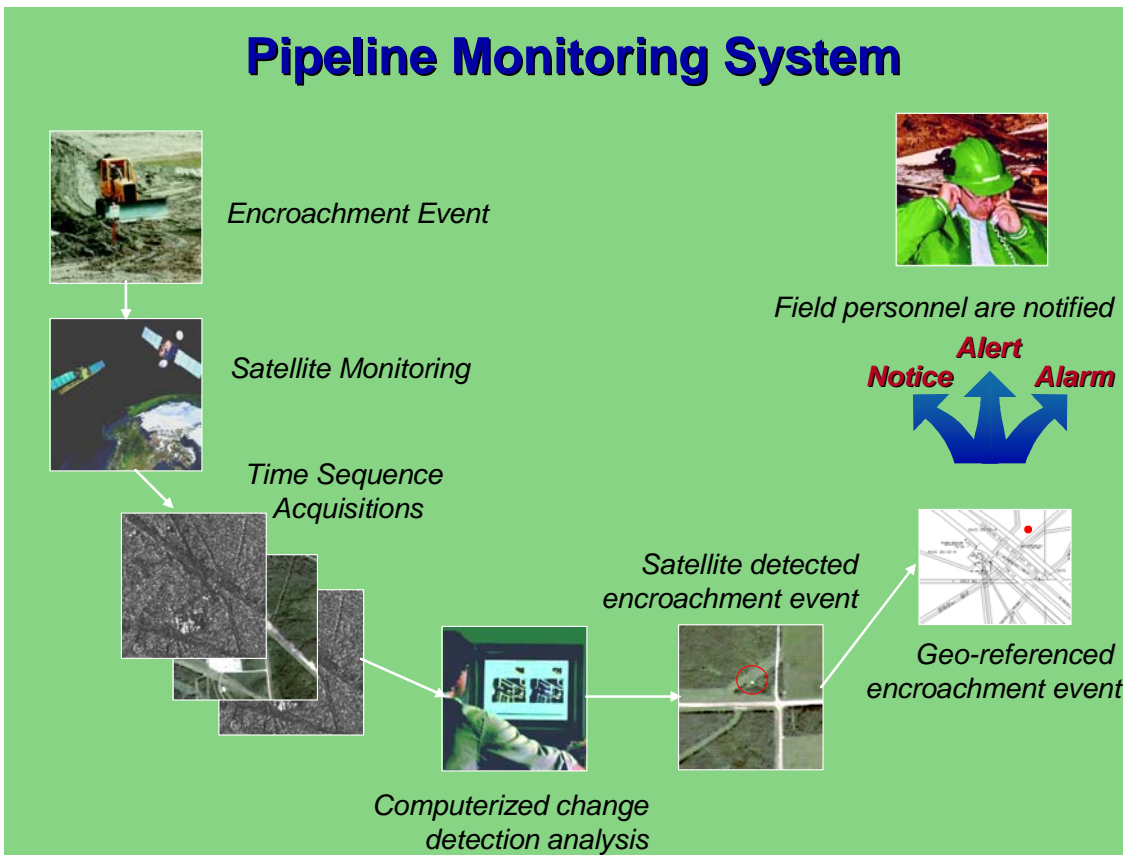 Pipeline Monitoring System
Encroachment Event
Satellite Monitoring
Time Sequence
Acquisitions
Computerized change
detection analysis
Satellite detected
encroachment event
Geo-referenced
encroachment event
Notice
Alert
Alarm
Field personnel are notified